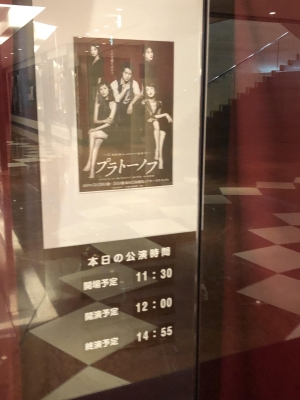 プラトーノフ
本日の公演時間
開場予定 11：30
開演予定 12：00
終演予定 14：55